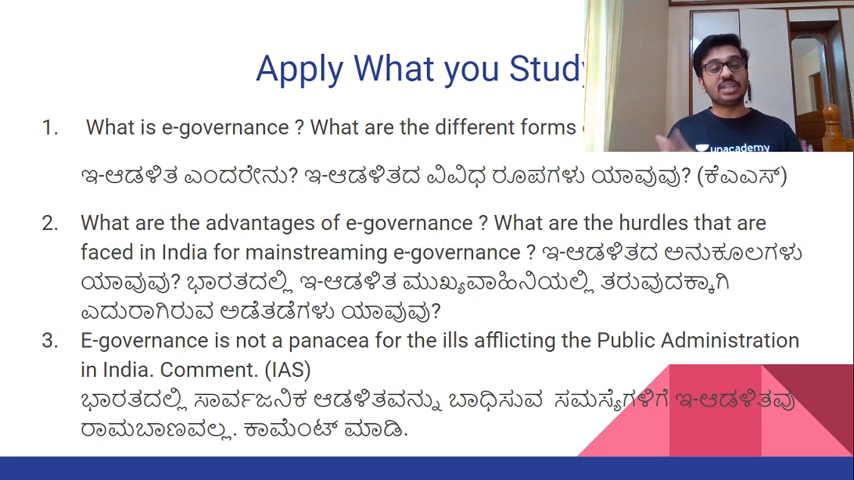 Apply What you Study
1. What is e-governance ? What are the different forms
ಇ-ಆಡಳಿತ ಎಂದರೇನು? ಇ-ಆಡಳಿತದ ವಿವಿಧ ರೂಪಗಳು ಯಾವುವು? (ಕೆಎಎಸ್)
2. What are the advantages of e-governance ? What are the hurdles that are
faced in India for mainstreaming e-governance ? ಇ-ಆಡಳಿತದ ಅನುಕೂಲಗಳು
ಯಾವುವು? ಭಾರತದಲ್ಲಿ ಇ-ಆಡಳಿತ ಮುಖ್ಯವಾಹಿನಿಯಲ್ಲಿ ತರುವುದಕ್ಕಾಗಿ
ಎದುರಾಗಿರುವ ಅಡೆತಡೆಗಳು ಯಾವುವು?
3. E-governance is not a panacea for the ills afflicting the Public Administration
in India. Comment. (IAS)
ಭಾರತದಲ್ಲಿ ಸಾರ್ವಜನಿಕ ಆಡಳಿತವನ್ನು ಬಾಧಿಸುವ ಸಮಸ್ಯೆಗಳಿಗೆ ಇ-ಆಡಳಿತವು
ರಾಮಬಾಣವಲ್ಲ. ಕಾಮೆಂಟ್ ಮಾಡಿ.
unacademy